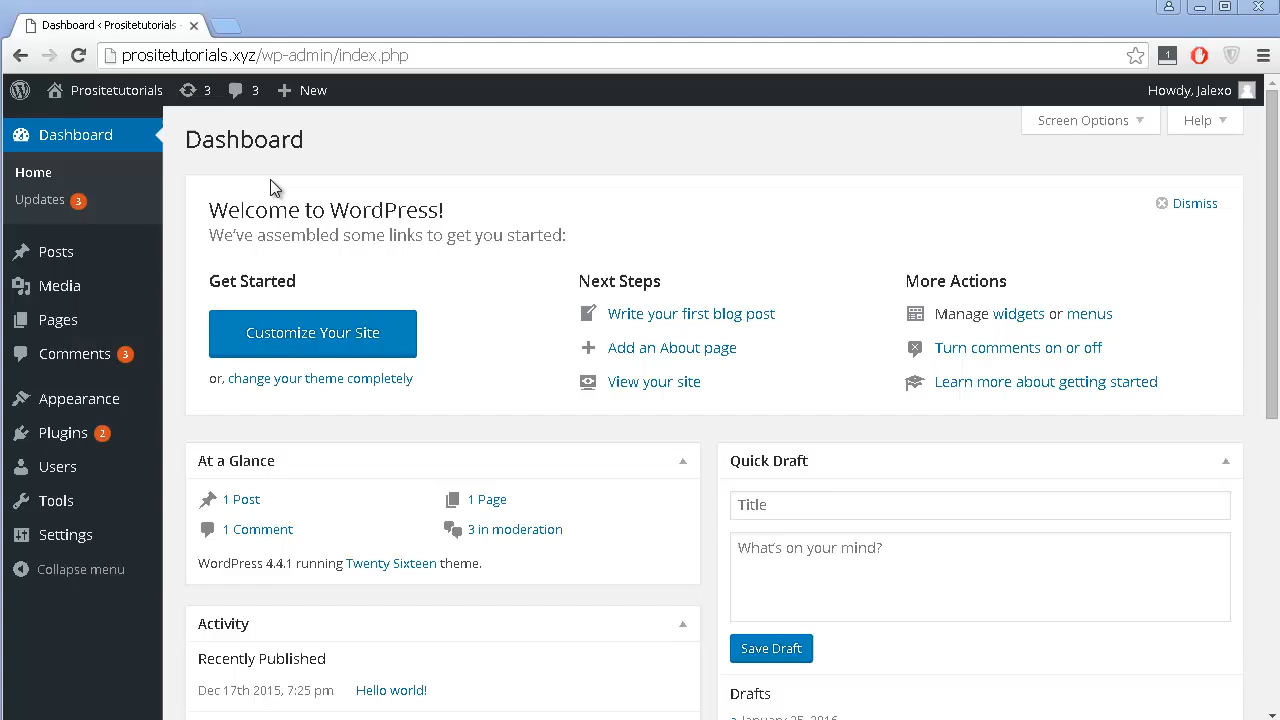 Dashboard ‹ Prositetutorials
prositetutorials.xyz/wp-admin/index.php
1
Prositetutorials 3 3 New
Howdy, Jalexo
Dashboard
Home
Updates 3
Posts
Media
Pages
Comments 3
Appearance
Plugins 2
Users
Tools
Settings
Collapse menu
Dashboard
Screen Options
Help
Welcome to WordPress!
We've assembled some links to get you started:
Dismiss
Get Started
Customize Your Site
or, change your theme completely
Next Steps
Write your first blog post
Add an About page
View your site
More Actions
Manage widgets or menus
Turn comments on or off
Learn more about getting started
At a Glance
1 Post
1 Page
1 Comment
3 in moderation
WordPress 4.4.1 running Twenty Sixteen theme.
Activity
Recently Published
Dec 17th 2015, 7:25 pm Hello world!
Quick Draft
Title
What's on your mind?
Save Draft
Drafts
January 25, 2016